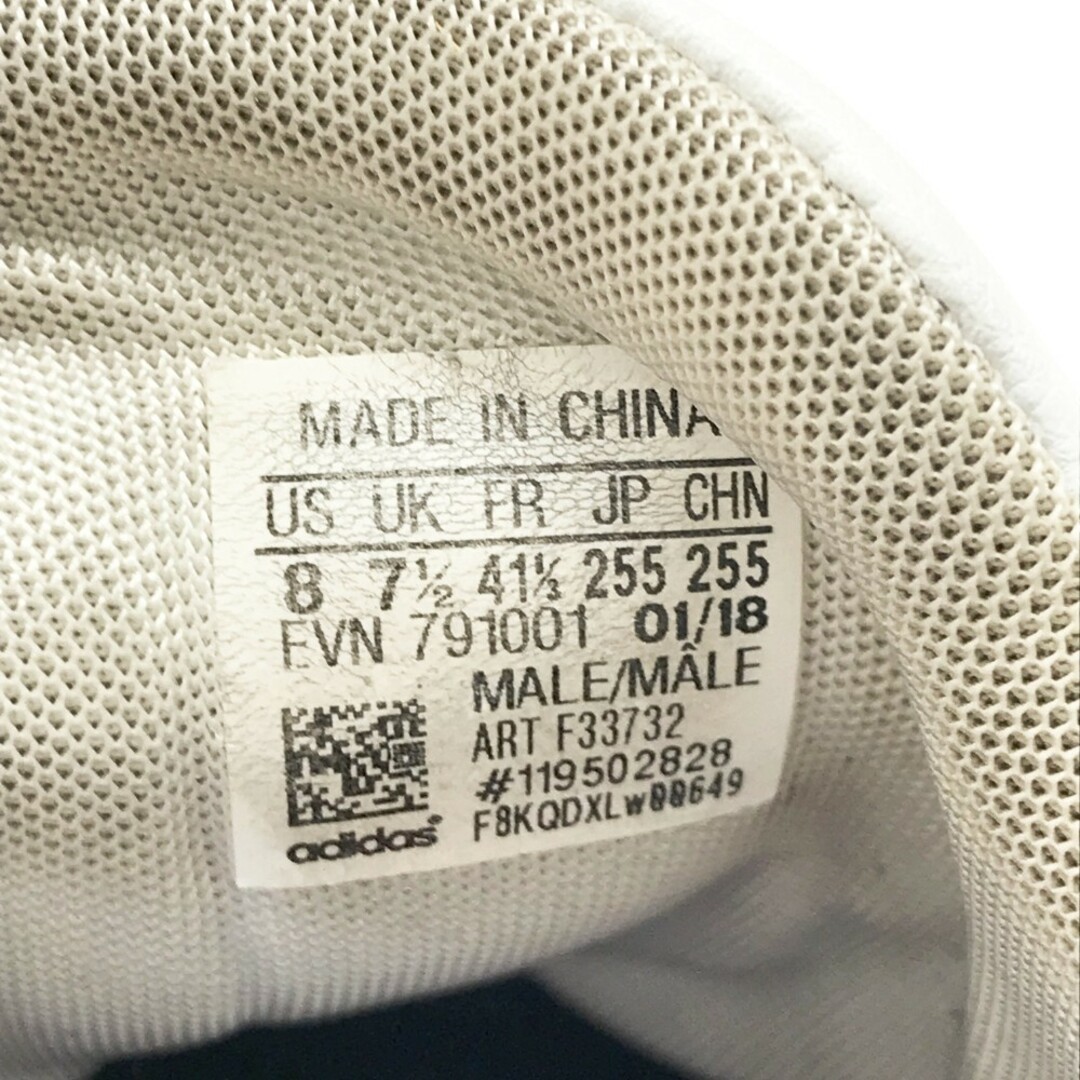 MADE IN CHINA
US UK FR JP CHN
8 7½ 41⅓ 255 255
EVN 791001 01/18
MALE/MÂLE
ART F33732
#119502828
adidas